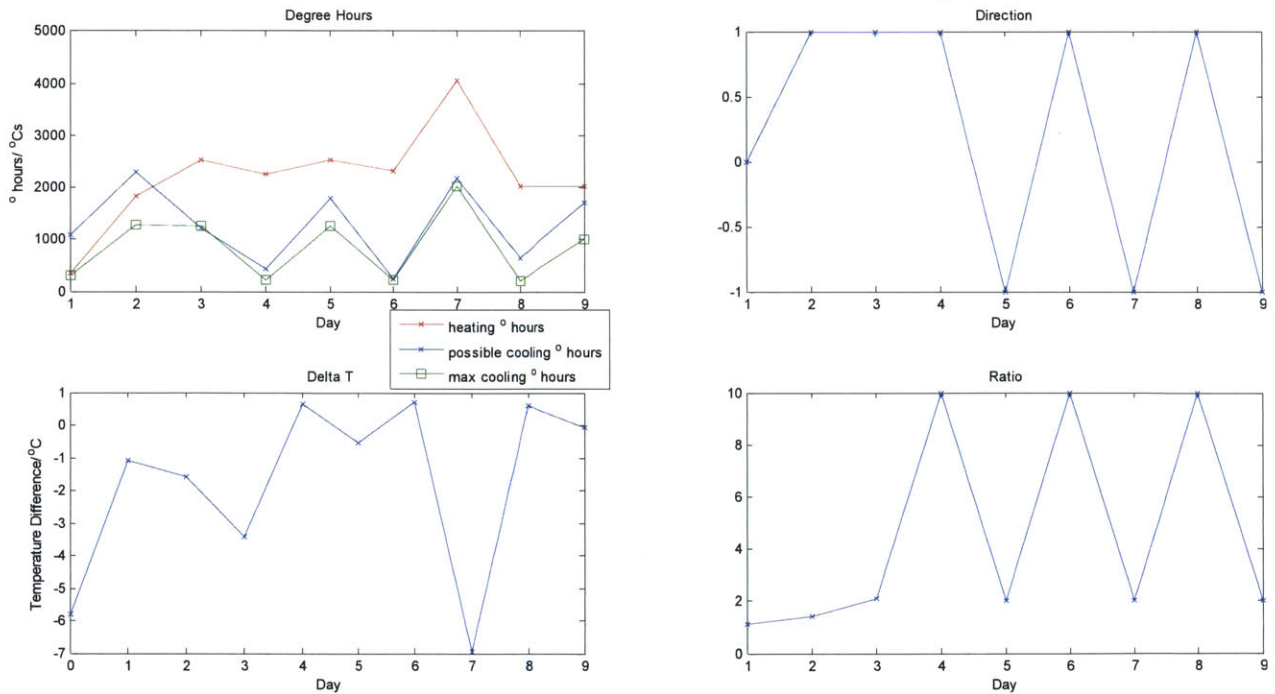 Degree Hours
5000
4000
3000
2000
1000
0
° hours/ °Cs
1 2 3 4 5 6 7 8 9
Day
Direction
1
0.5
0
-0.5
-1
1 2 3 4 5 6 7 8 9
Day
heating ° hours
possible cooling ° hours
max cooling ° hours
Delta T
1
0
-1
-2
-3
-4
-5
-6
-7
Temperature Difference/°C
0 1 2 3 4 5 6 7 8 9
Day
Ratio
10
8
6
4
2
0
1 2 3 4 5 6 7 8 9
Day